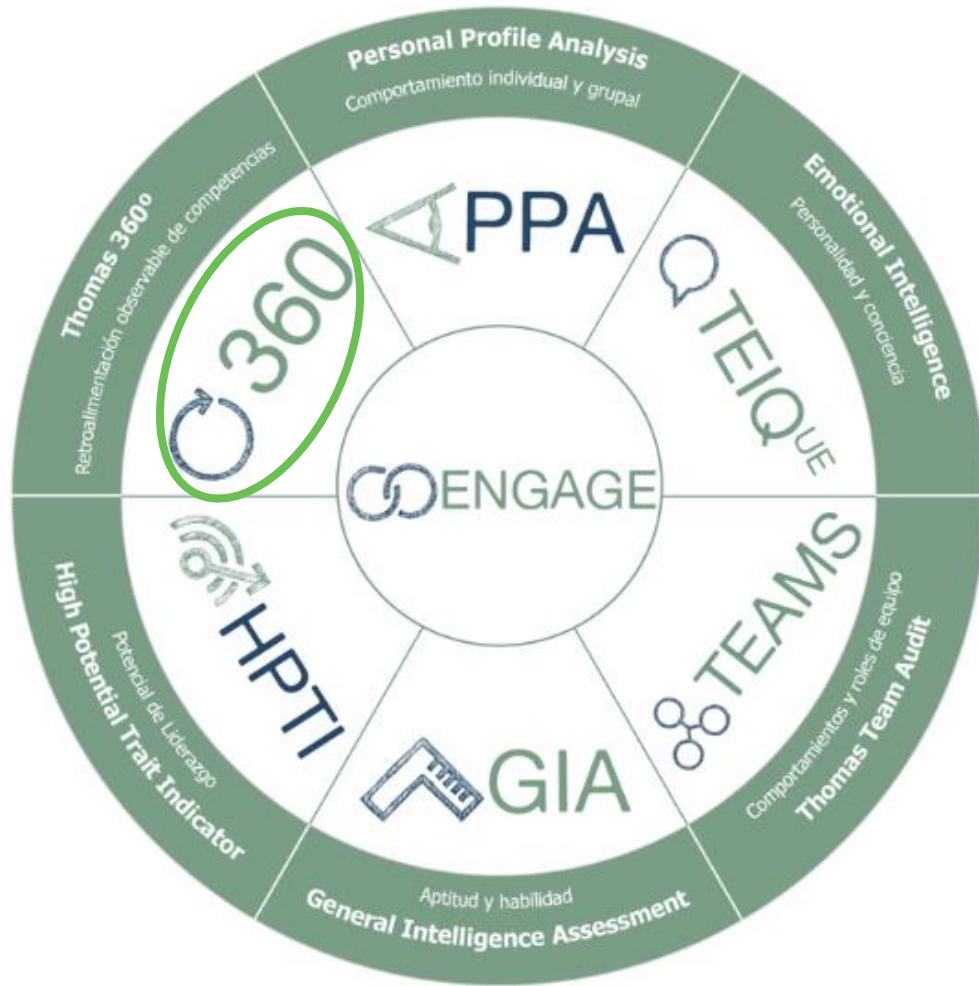 Personal Profile Analysis
Comportamiento individual y grupal
APPA
Emotional Intelligence
Personalidad y conciencia
TEIQUE
Thomas Team Audit
Comportamientos y roles de equipo
TEAMS
General Intelligence Assessment
Aptitud y habilidad
GIA
High Potential Trait Indicator
Potencial de Liderazgo
HPTI
Thomas 360º
Retroalimentación observable de competencias
360
ENGAGE